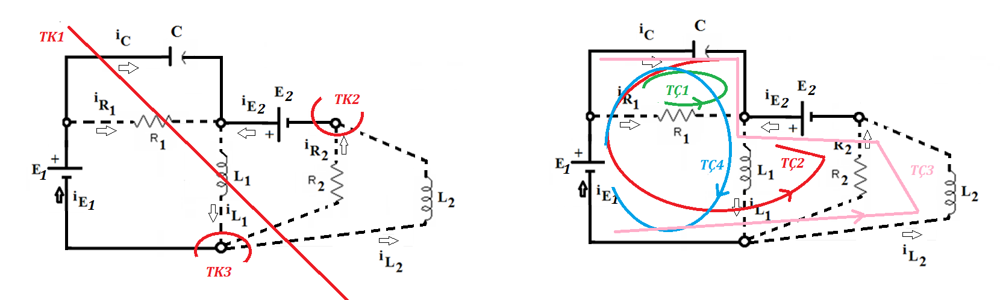 TK1
iC
C
iR1
R1
iE2
E2
+
TK2
iR2
R2
L2
+
E1
iE1
L1
iL1
TK3
iL2
iC
C
TÇ1
iR1
R1
iE2
E2
+
R2
TÇ2
TÇ3
TÇ4
L2
+
E1
iE1
L1
iL1
iL2